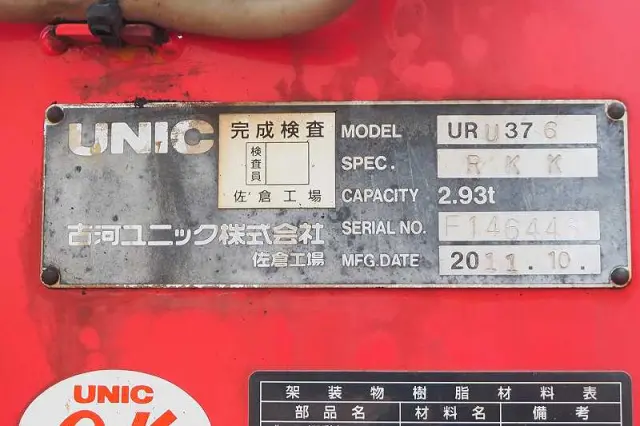 UNIC
完成検査
検査員
佐倉工場
古河ユニック株式会社
佐倉工場
MODEL URU376
SPEC. RKK
CAPACITY 2.93t
SERIAL NO.
MFG.DATE 2011.10.
UNIC
架装物樹脂材料表
部品名 材料名 備考